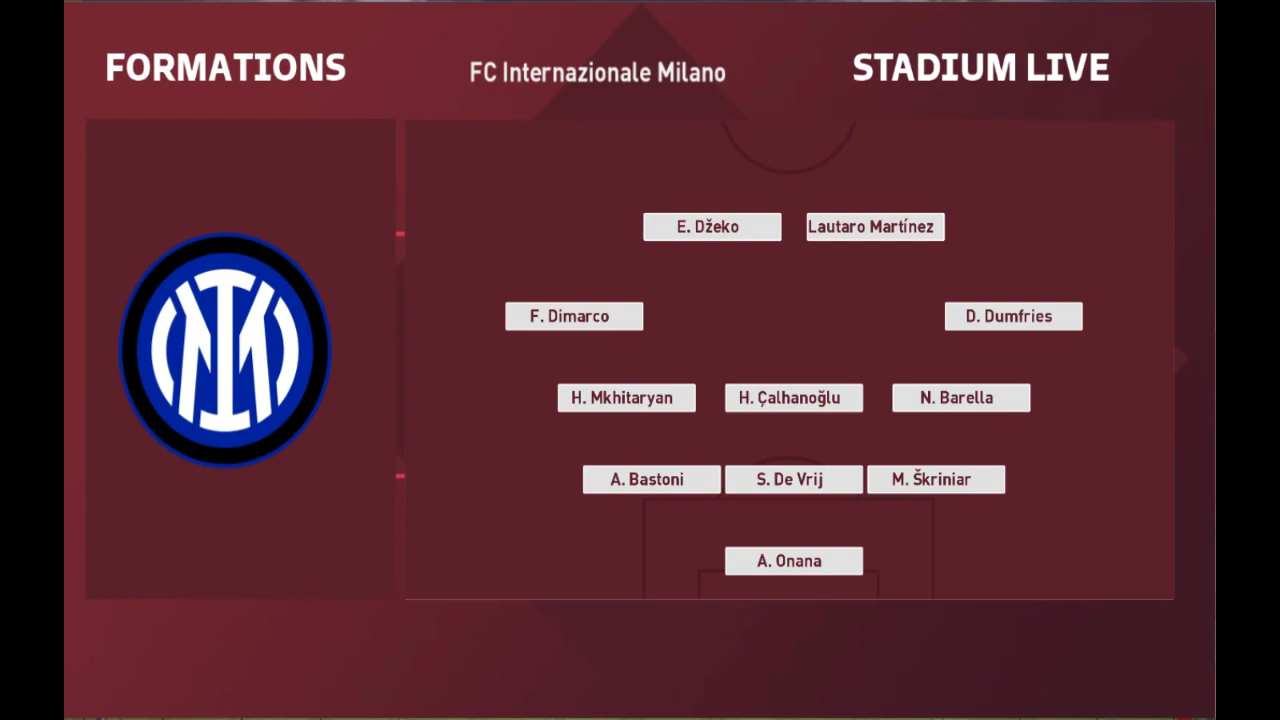 FORMATIONS
FC Internazionale Milano
STADIUM LIVE
E. Džeko
Lautaro Martínez
F. Dimarco
D. Dumfries
H. Mkhitaryan
H. Çalhanoğlu
N. Barella
A. Bastoni
S. De Vrij
M. Škriniar
A. Onana